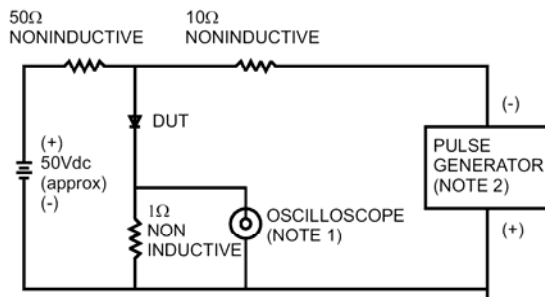 50Ω
NONINDUCTIVE
10Ω
NONINDUCTIVE
DUT
(+)
50Vdc
(approx)
(-)
1Ω
NON
INDUCTIVE
OSCILLOSCOPE
(NOTE 1)
(-)
PULSE
GENERATOR
(NOTE 2)
(+)